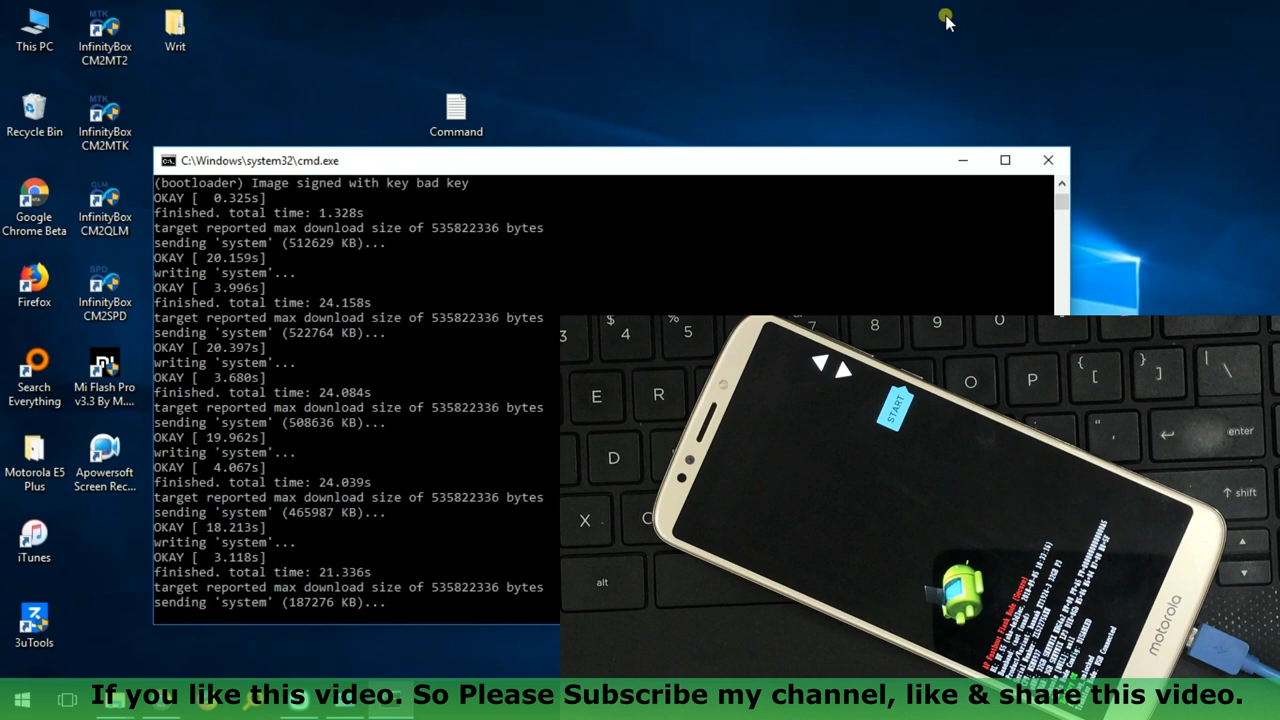 This PC
InfinityBox
CM2MT2
Writ
Recycle Bin
InfinityBox
CM2MTK
Command
Google
Chrome Beta
InfinityBox
CM2QLM
Firefox
InfinityBox
CM2SPD
Search
Everything
Mi Flash Pro
v3.3 By M....
Motorola E5
Plus
Apowersoft
Screen Rec...
iTunes
3uTools
C:\Windows\system32\cmd.exe
(bootloader) Image signed with key bad key
OKAY [  0.325s]
finished. total time: 1.328s
target reported max download size of 535822336 bytes
sending 'system' (512629 KB)...
OKAY [ 20.159s]
writing 'system'...
OKAY [  3.996s]
finished. total time: 24.158s
target reported max download size of 535822336 bytes
sending 'system' (522764 KB)...
OKAY [ 20.397s]
writing 'system'...
OKAY [  3.680s]
finished. total time: 24.084s
target reported max download size of 535822336 bytes
sending 'system' (508636 KB)...
OKAY [ 19.962s]
writing 'system'...
OKAY [  4.067s]
finished. total time: 24.039s
target reported max download size of 535822336 bytes
sending 'system' (465987 KB)...
OKAY [ 18.213s]
writing 'system'...
OKAY [  3.118s]
finished. total time: 21.336s
target reported max download size of 535822336 bytes
sending 'system' (187276 KB)...
START
AP Fastboot Flash Mode (Secure)
motorola
enter
shift
alt
If you like this video. So Please Subscribe my channel, like & share this video.